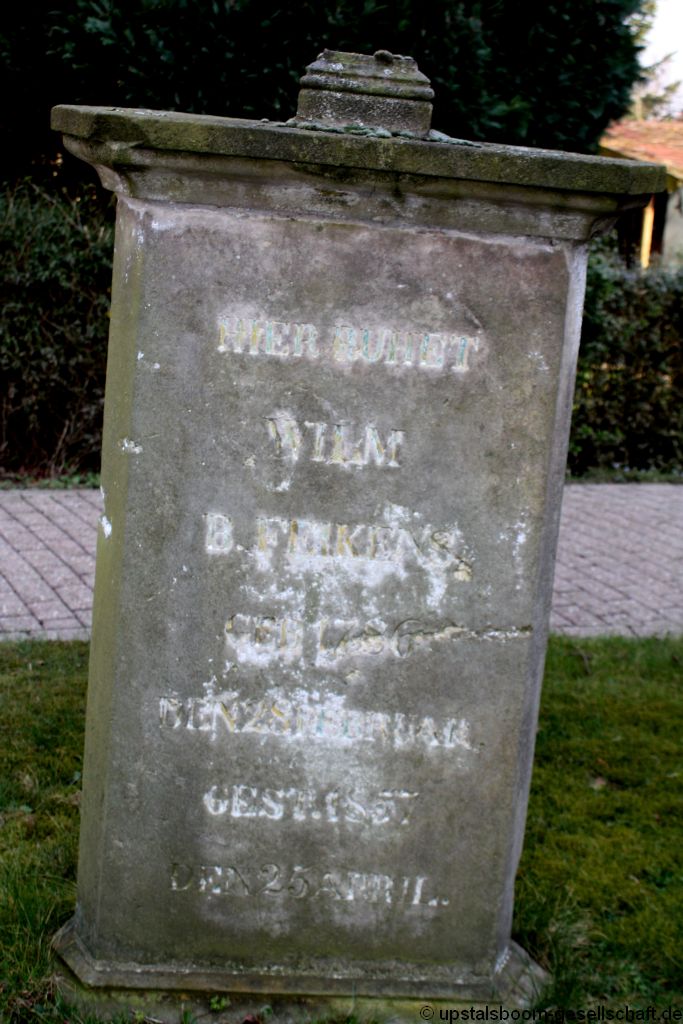 HIER RUHET
WILM
B. FEIKENS
GEB 1786
DEN 28 FEBRUAR.
GEST. 1857
DEN 25 APRIL.
© upstalsboom-gesellschaft.de